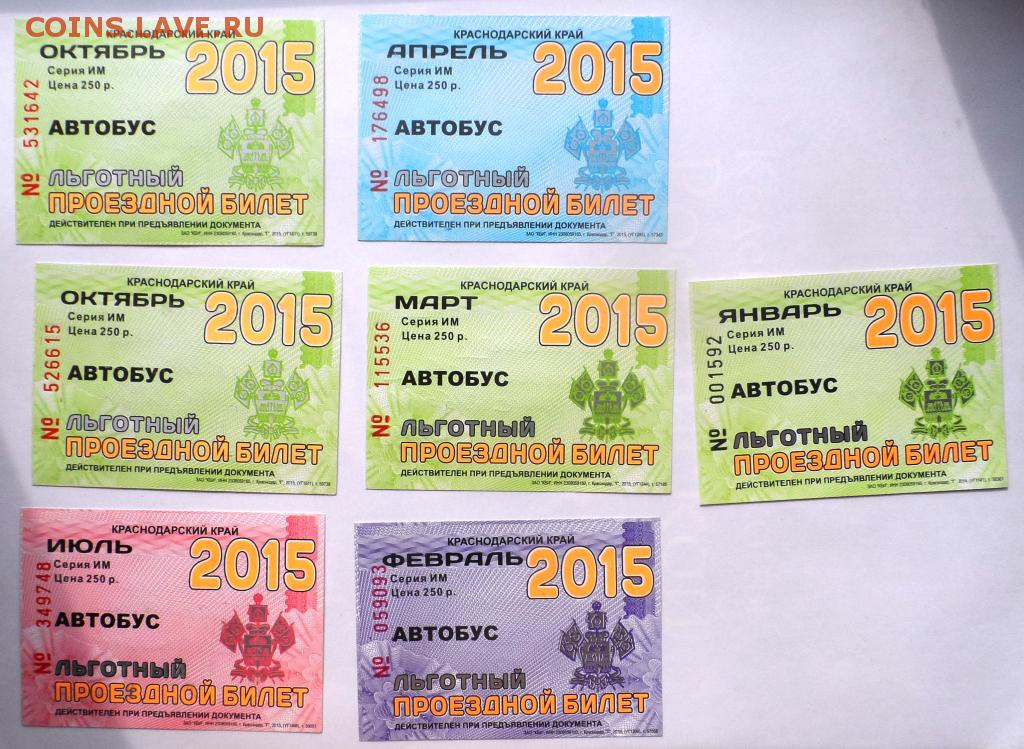 COINS.LAVE.RU
КРАСНОДАРСКИЙ КРАЙ
ОКТЯБРЬ 2015
Серия ИМ
Цена 250 р.
№ 531642
АВТОБУС
ЛЬГОТНЫЙ
ПРОЕЗДНОЙ БИЛЕТ
ДЕЙСТВИТЕЛЕН ПРИ ПРЕДЪЯВЛЕНИИ ДОКУМЕНТА
КРАСНОДАРСКИЙ КРАЙ
АПРЕЛЬ 2015
Серия ИМ
Цена 250 р.
№ 176498
АВТОБУС
ЛЬГОТНЫЙ
ПРОЕЗДНОЙ БИЛЕТ
ДЕЙСТВИТЕЛЕН ПРИ ПРЕДЪЯВЛЕНИИ ДОКУМЕНТА
КРАСНОДАРСКИЙ КРАЙ
ОКТЯБРЬ 2015
Серия ИМ
Цена 250 р.
№ 526615
АВТОБУС
ЛЬГОТНЫЙ
ПРОЕЗДНОЙ БИЛЕТ
ДЕЙСТВИТЕЛЕН ПРИ ПРЕДЪЯВЛЕНИИ ДОКУМЕНТА
КРАСНОДАРСКИЙ КРАЙ
МАРТ 2015
Серия ИМ
Цена 250 р.
№ 115536
АВТОБУС
ЛЬГОТНЫЙ
ПРОЕЗДНОЙ БИЛЕТ
ДЕЙСТВИТЕЛЕН ПРИ ПРЕДЪЯВЛЕНИИ ДОКУМЕНТА
КРАСНОДАРСКИЙ КРАЙ
ЯНВАРЬ 2015
Серия ИМ
Цена 250 р.
№ 001592
АВТОБУС
ЛЬГОТНЫЙ
ПРОЕЗДНОЙ БИЛЕТ
ДЕЙСТВИТЕЛЕН ПРИ ПРЕДЪЯВЛЕНИИ ДОКУМЕНТА
КРАСНОДАРСКИЙ КРАЙ
ИЮЛЬ 2015
Серия ИМ
Цена 250 р.
№ 349748
АВТОБУС
ЛЬГОТНЫЙ
ПРОЕЗДНОЙ БИЛЕТ
ДЕЙСТВИТЕЛЕН ПРИ ПРЕДЪЯВЛЕНИИ ДОКУМЕНТА
КРАСНОДАРСКИЙ КРАЙ
ФЕВРАЛЬ 2015
Серия ИМ
Цена 250 р.
№ 059093
АВТОБУС
ЛЬГОТНЫЙ
ПРОЕЗДНОЙ БИЛЕТ
ДЕЙСТВИТЕЛЕН ПРИ ПРЕДЪЯВЛЕНИИ ДОКУМЕНТА